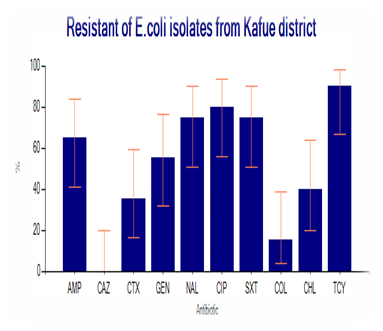 Resistant of E.coli isolates from Kafue district
100
80
60
40
20
0
AMP CAZ CTX GEN NAL CIP SXT COL CHL TCY
Antibiotic